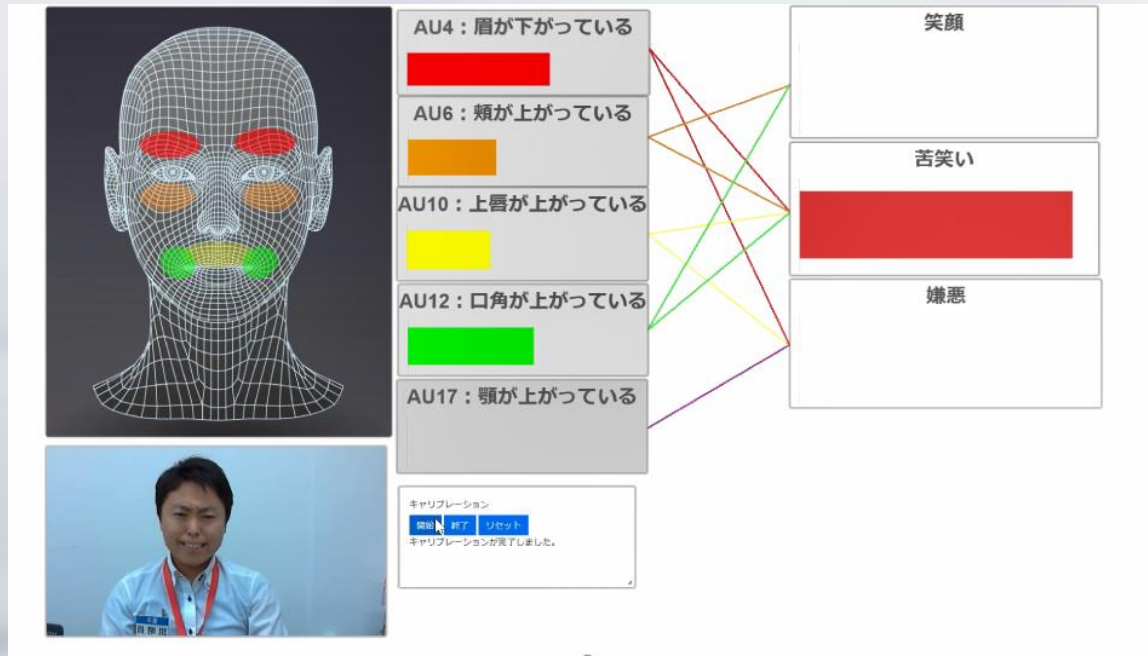 AU4：眉が下がっている
AU6：頬が上がっている
AU10：上唇が上がっている
AU12：口角が上がっている
AU17：顎が上がっている
キャリブレーション
開始 終了 リセット
キャリブレーションが完了しました。
笑顔
苦笑い
嫌悪